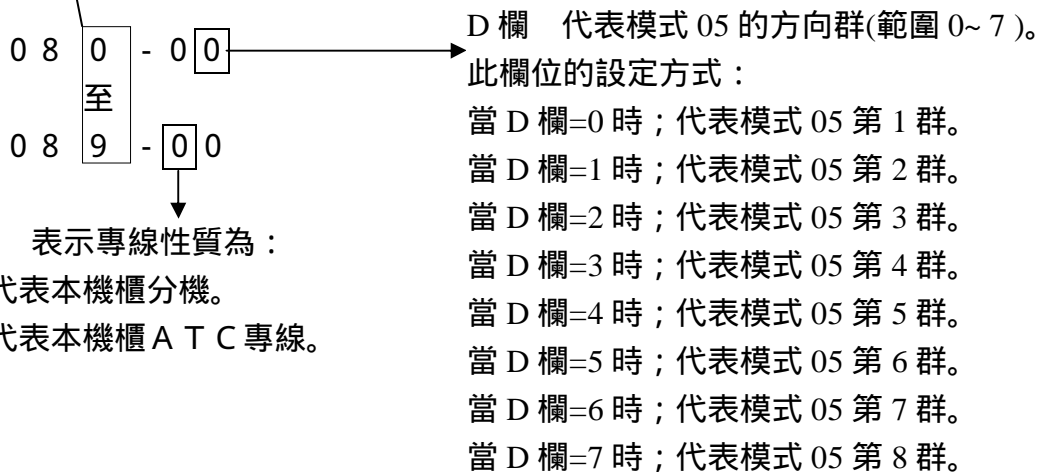 0 8 0 - 0 0
至
0 8 9 - 0 0
表示專線性質為：
代表本機櫃分機。
代表本機櫃ＡＴＣ專線。
D 欄 代表模式 05 的方向群(範圍 0~ 7 )。
此欄位的設定方式：
當 D 欄=0 時；代表模式 05 第 1 群。
當 D 欄=1 時；代表模式 05 第 2 群。
當 D 欄=2 時；代表模式 05 第 3 群。
當 D 欄=3 時；代表模式 05 第 4 群。
當 D 欄=4 時；代表模式 05 第 5 群。
當 D 欄=5 時；代表模式 05 第 6 群。
當 D 欄=6 時；代表模式 05 第 7 群。
當 D 欄=7 時；代表模式 05 第 8 群。